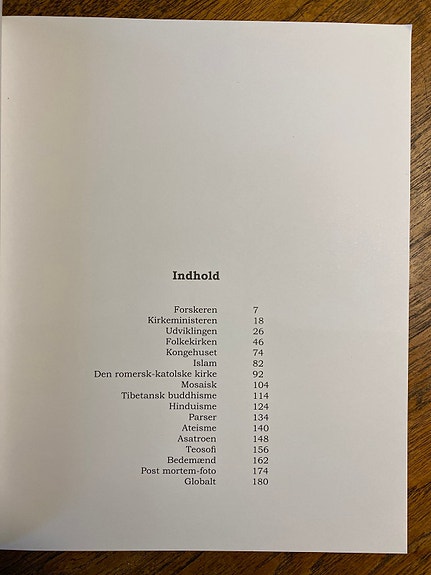 Indhold
Forskeren 7
Kirkeministeren 18
Udviklingen 26
Folkekirken 46
Kongehuset 74
Islam 82
Den romersk-katolske kirke 92
Mosaisk 104
Tibetansk buddhisme 114
Hinduisme 124
Parser 134
Ateisme 140
Asatroen 148
Teosofi 156
Bedemænd 162
Post mortem-foto 174
Globalt 180